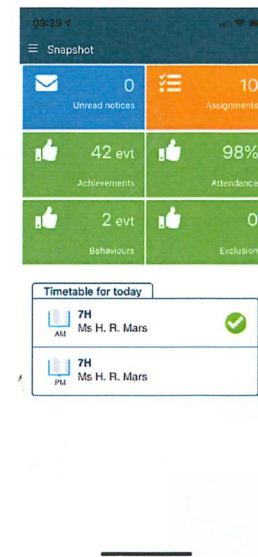 09:29
Snapshot
0
Unread notices
10
Assignments
42 evt
Achievements
98%
Attendance
2 evt
Behaviours
0
Exclusion
Timetable for today
7H
Ms H. R. Mars
AM
7H
Ms H. R. Mars
PM